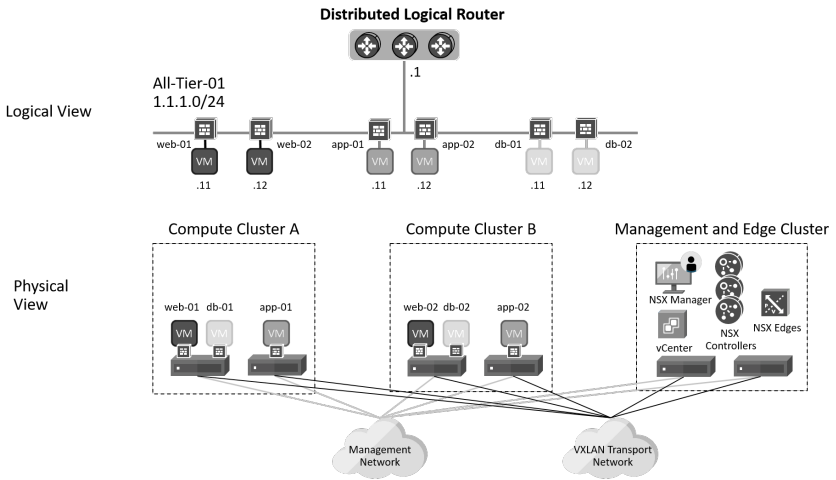 Distributed Logical Router
.1
All-Tier-01
1.1.1.0/24
Logical View
web-01
web-02
app-01
app-02
db-01
db-02
VM
VM
VM
VM
VM
VM
.11
.12
.11
.12
.11
.12
Compute Cluster A
Compute Cluster B
Management and Edge Cluster
Physical
View
web-01
db-01
app-01
web-02
db-02
app-02
VM
VM
VM
VM
VM
VM
NSX Manager
vCenter
NSX
Controllers
NSX Edges
Management
Network
VXLAN Transport
Network